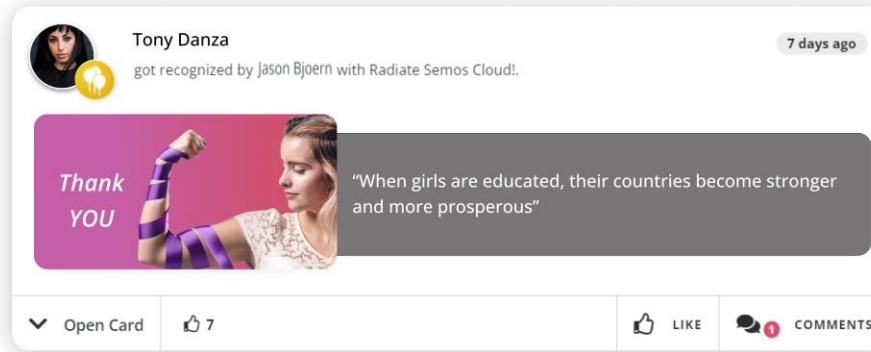 Tony Danza
7 days ago
got recognized by Jason Bjoern with Radiate Semos Cloud!.
Thank
YOU
“When girls are educated, their countries become stronger
and more prosperous”
Open Card
7
LIKE
1
COMMENTS